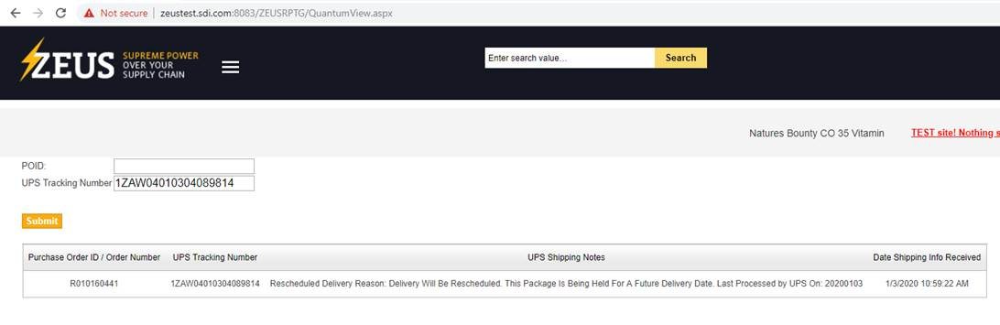 Not secure | zeustest.sdi.com:8083/ZEUSRPTG/QuantumView.aspx
ZEUS
SUPREME POWER
OVER YOUR
SUPPLY CHAIN
Enter search value... Search
Natures Bounty CO 35 Vitamin TEST site! Nothing s
POID:
UPS Tracking Number 1ZAW04010304089814
Submit
Purchase Order ID / Order Number UPS Tracking Number UPS Shipping Notes Date Shipping Info Received
R010160441 1ZAW04010304089814 Rescheduled Delivery Reason: Delivery Will Be Rescheduled. This Package Is Being Held For A Future Delivery Date. Last Processed by UPS On: 20200103 1/3/2020 10:59:22 AM